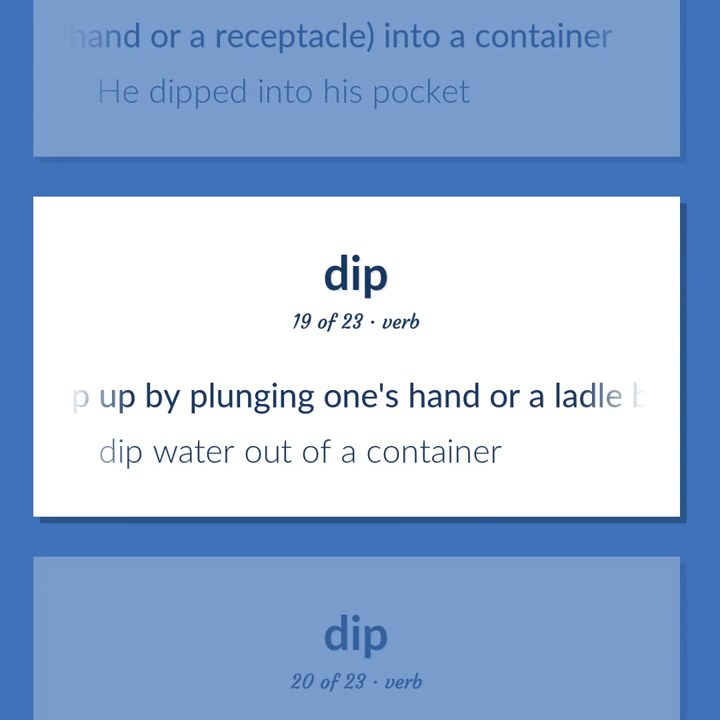 hand or a receptacle) into a container
He dipped into his pocket
dip
19 of 23 · verb
up by plunging one's hand or a ladle
dip water out of a container
dip
20 of 23 · verb